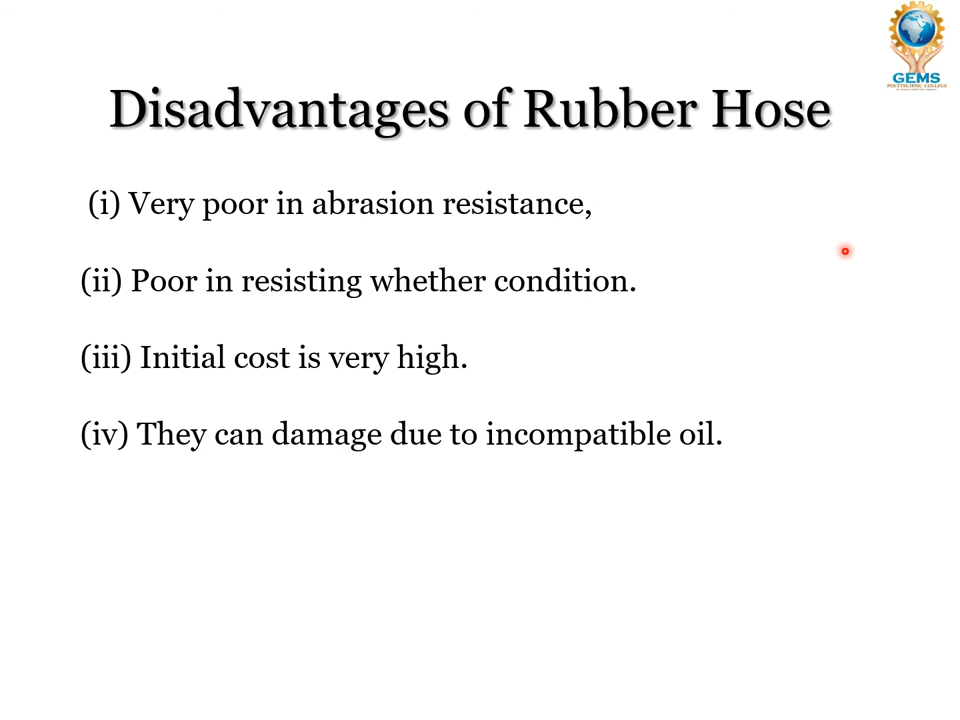 GEMS
POLYTECHNIC COLLEGE
Disadvantages of Rubber Hose
(i) Very poor in abrasion resistance,
(ii) Poor in resisting whether condition.
(iii) Initial cost is very high.
(iv) They can damage due to incompatible oil.